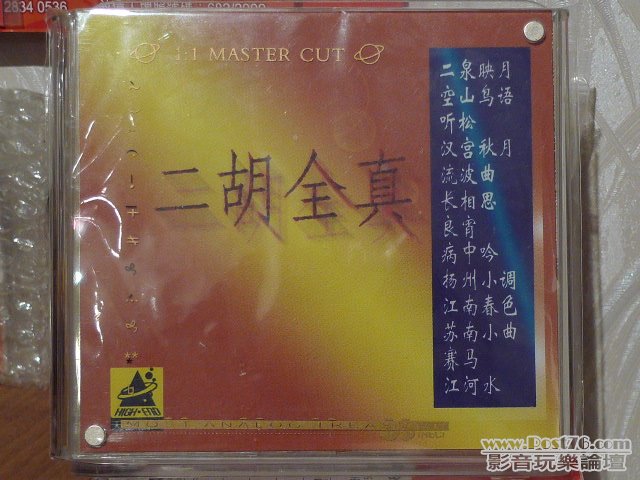 2834 0536
1:1 MASTER CUT
二泉映月
空山鸟语
听松
汉宫秋月
流波曲
长相思
良宵
病中吟
扬州小调
江南春色
苏南小曲
赛马
江河水
二胡全真
HIGH-END
www.Post76.com
影音玩樂論壇